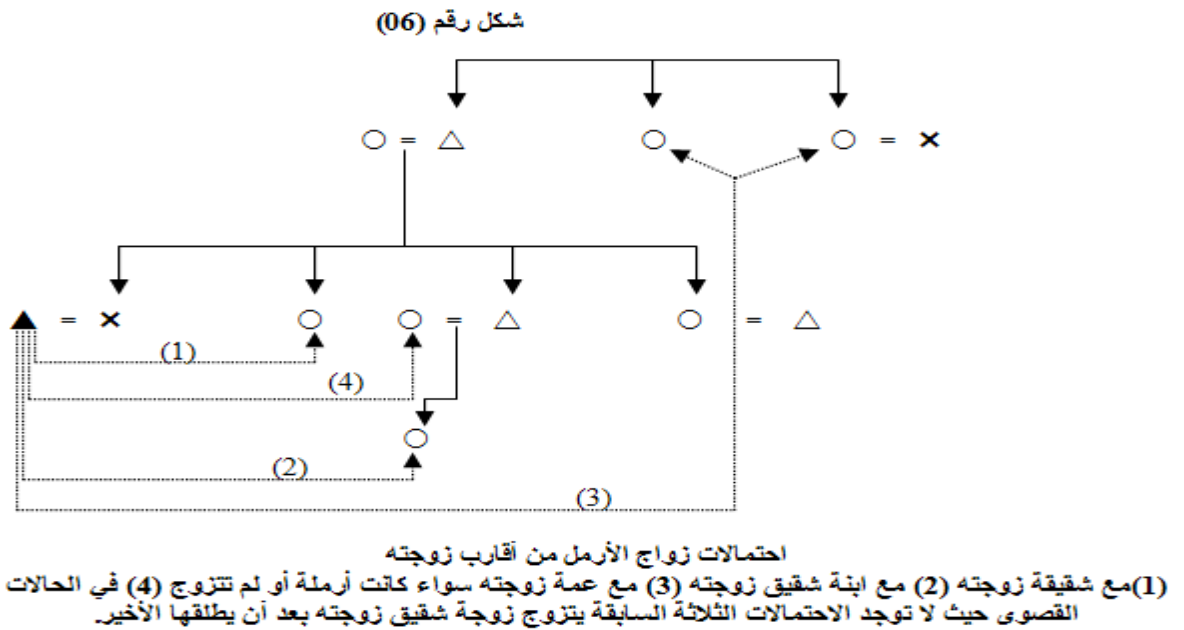 شكل رقم (06)
(1)
(4)
(2)
(3)
احتمالات زواج الأرمل من أقارب زوجته
(1)مع شقيقة زوجته (2) مع ابنة شقيق زوجته (3) مع عمة زوجته سواء كانت أرملة أو لم تتزوج (4) في الحالات
القصوى حيث لا توجد الاحتمالات الثلاثة السابقة يتزوج زوجة شقيق زوجته بعد أن يطلقها الأخير.